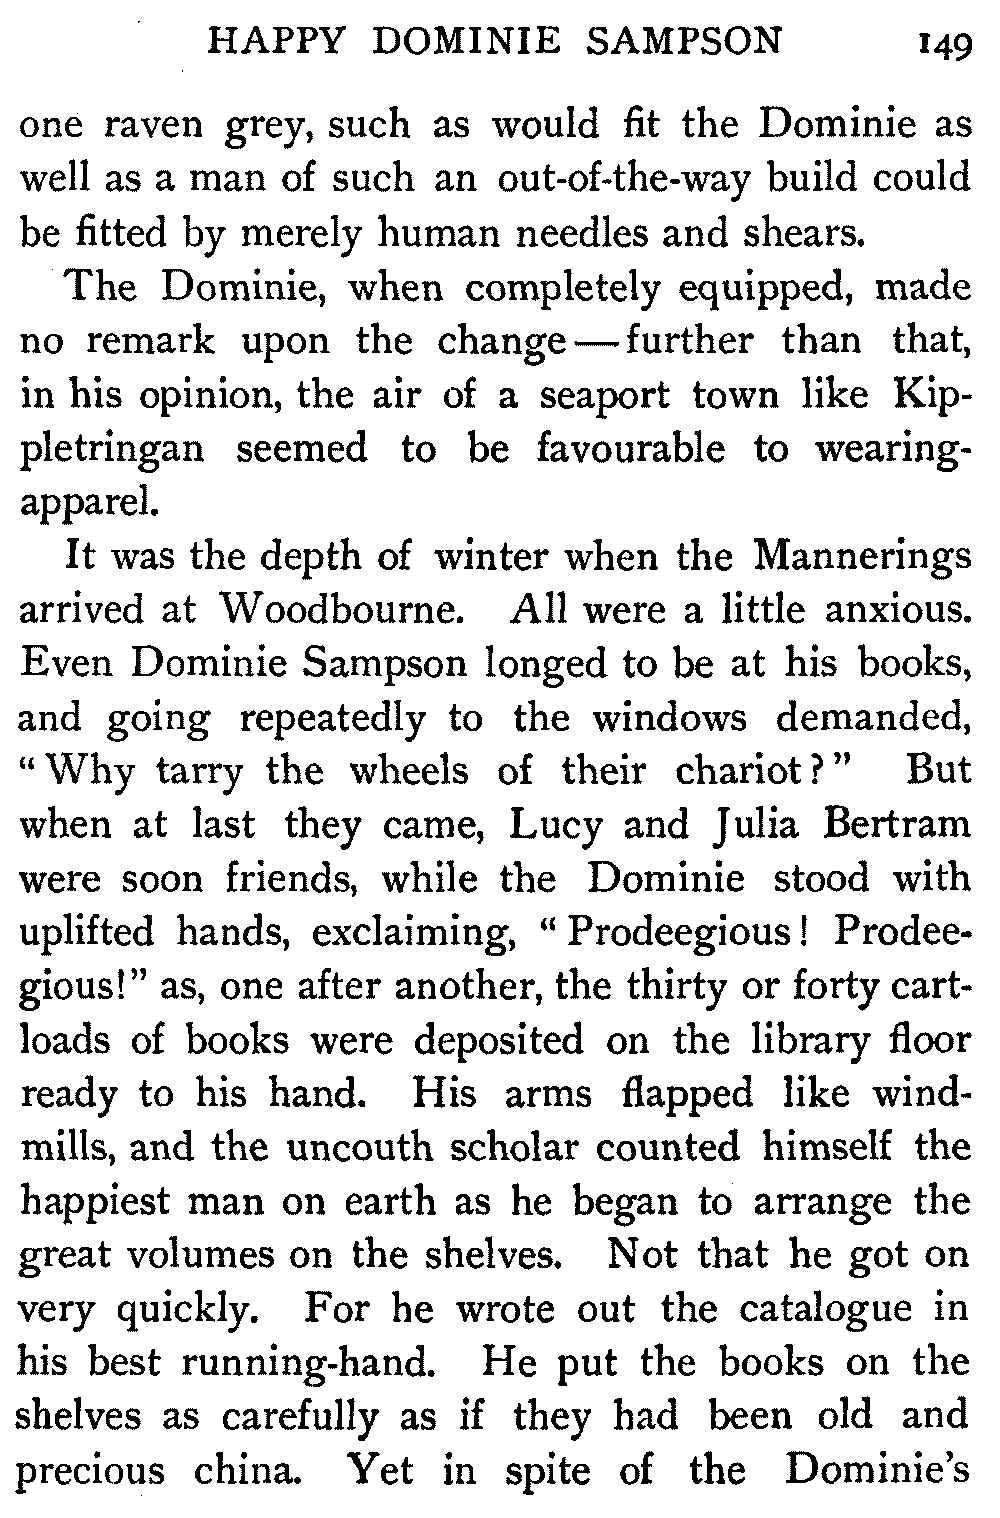 HAPPY DOMINIE SAMPSON 149
one raven grey, such as would fit the Dominie as
well as a man of such an out-of-the-way build could
be fitted by merely human needles and shears.
The Dominie, when completely equipped, made
no remark upon the change—further than that,
in his opinion, the air of a seaport town like Kip-
pletringan seemed to be favourable to wearing-
apparel.
It was the depth of winter when the Mannerings
arrived at Woodbourne. All were a little anxious.
Even Dominie Sampson longed to be at his books,
and going repeatedly to the windows demanded,
"Why tarry the wheels of their chariot?" But
when at last they came, Lucy and Julia Bertram
were soon friends, while the Dominie stood with
uplifted hands, exclaiming, "Prodeegious! Prodee-
gious!" as, one after another, the thirty or forty cart-
loads of books were deposited on the library floor
ready to his hand. His arms flapped like wind-
mills, and the uncouth scholar counted himself the
happiest man on earth as he began to arrange the
great volumes on the shelves. Not that he got on
very quickly. For he wrote out the catalogue in
his best running-hand. He put the books on the
shelves as carefully as if they had been old and
precious china. Yet in spite of the Dominie's